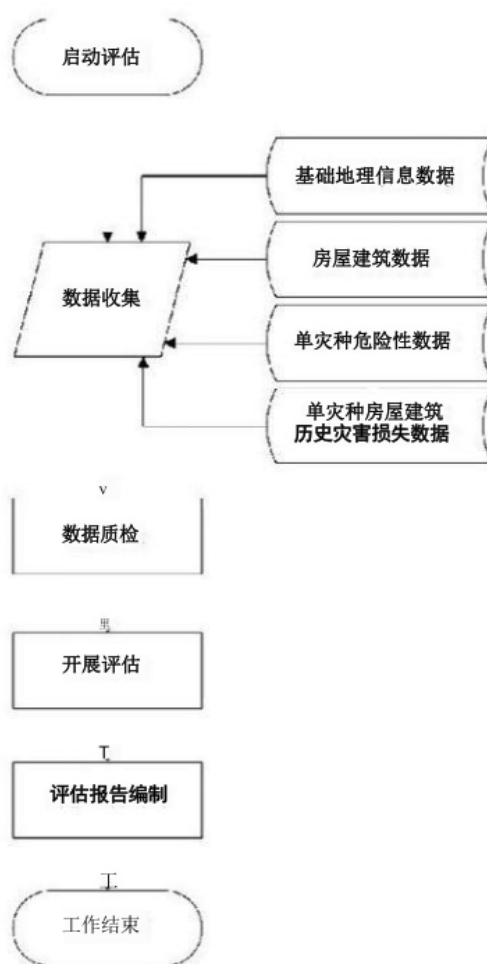 启动评估
基础地理信息数据
房屋建筑数据
数据收集
单灾种危险性数据
单灾种房屋建筑
历史灾害损失数据
v
数据质检
里
开展评估
T
评估报告编制
工
工作结束